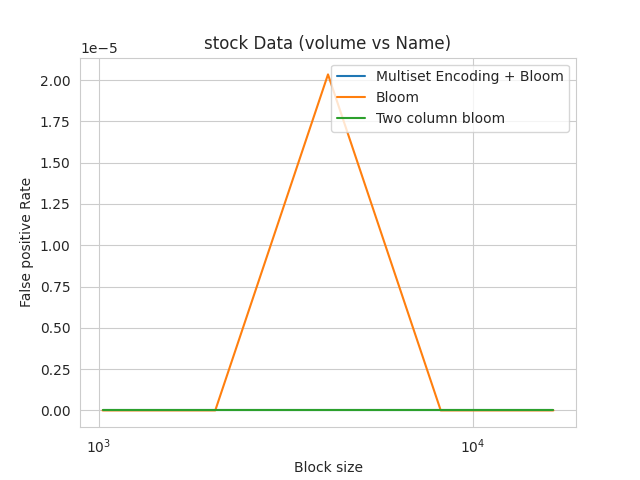 stock Data (volume vs Name)
1e−5
Multiset Encoding + Bloom
Bloom
Two column bloom
2.00
1.75
1.50
1.25
1.00
0.75
0.50
0.25
0.00
False positive Rate
10³
10⁴
Block size